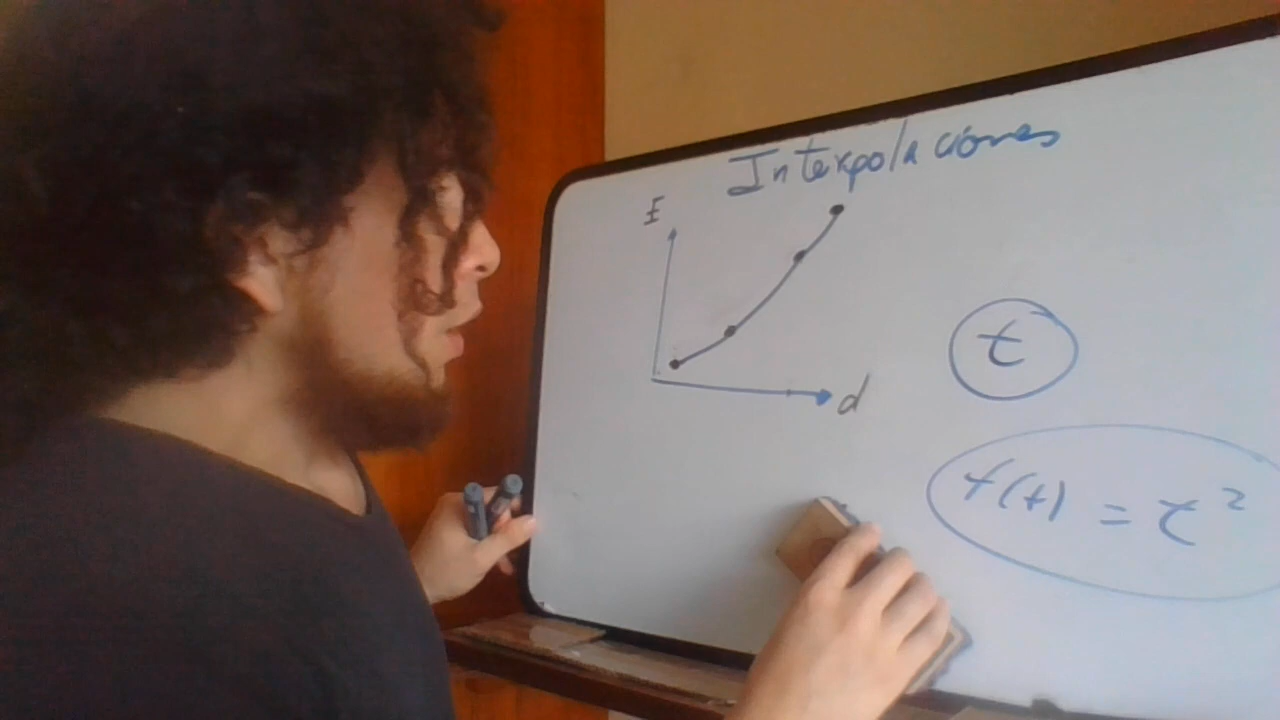 Interpolaciones
E
d
t
f(t) = t²